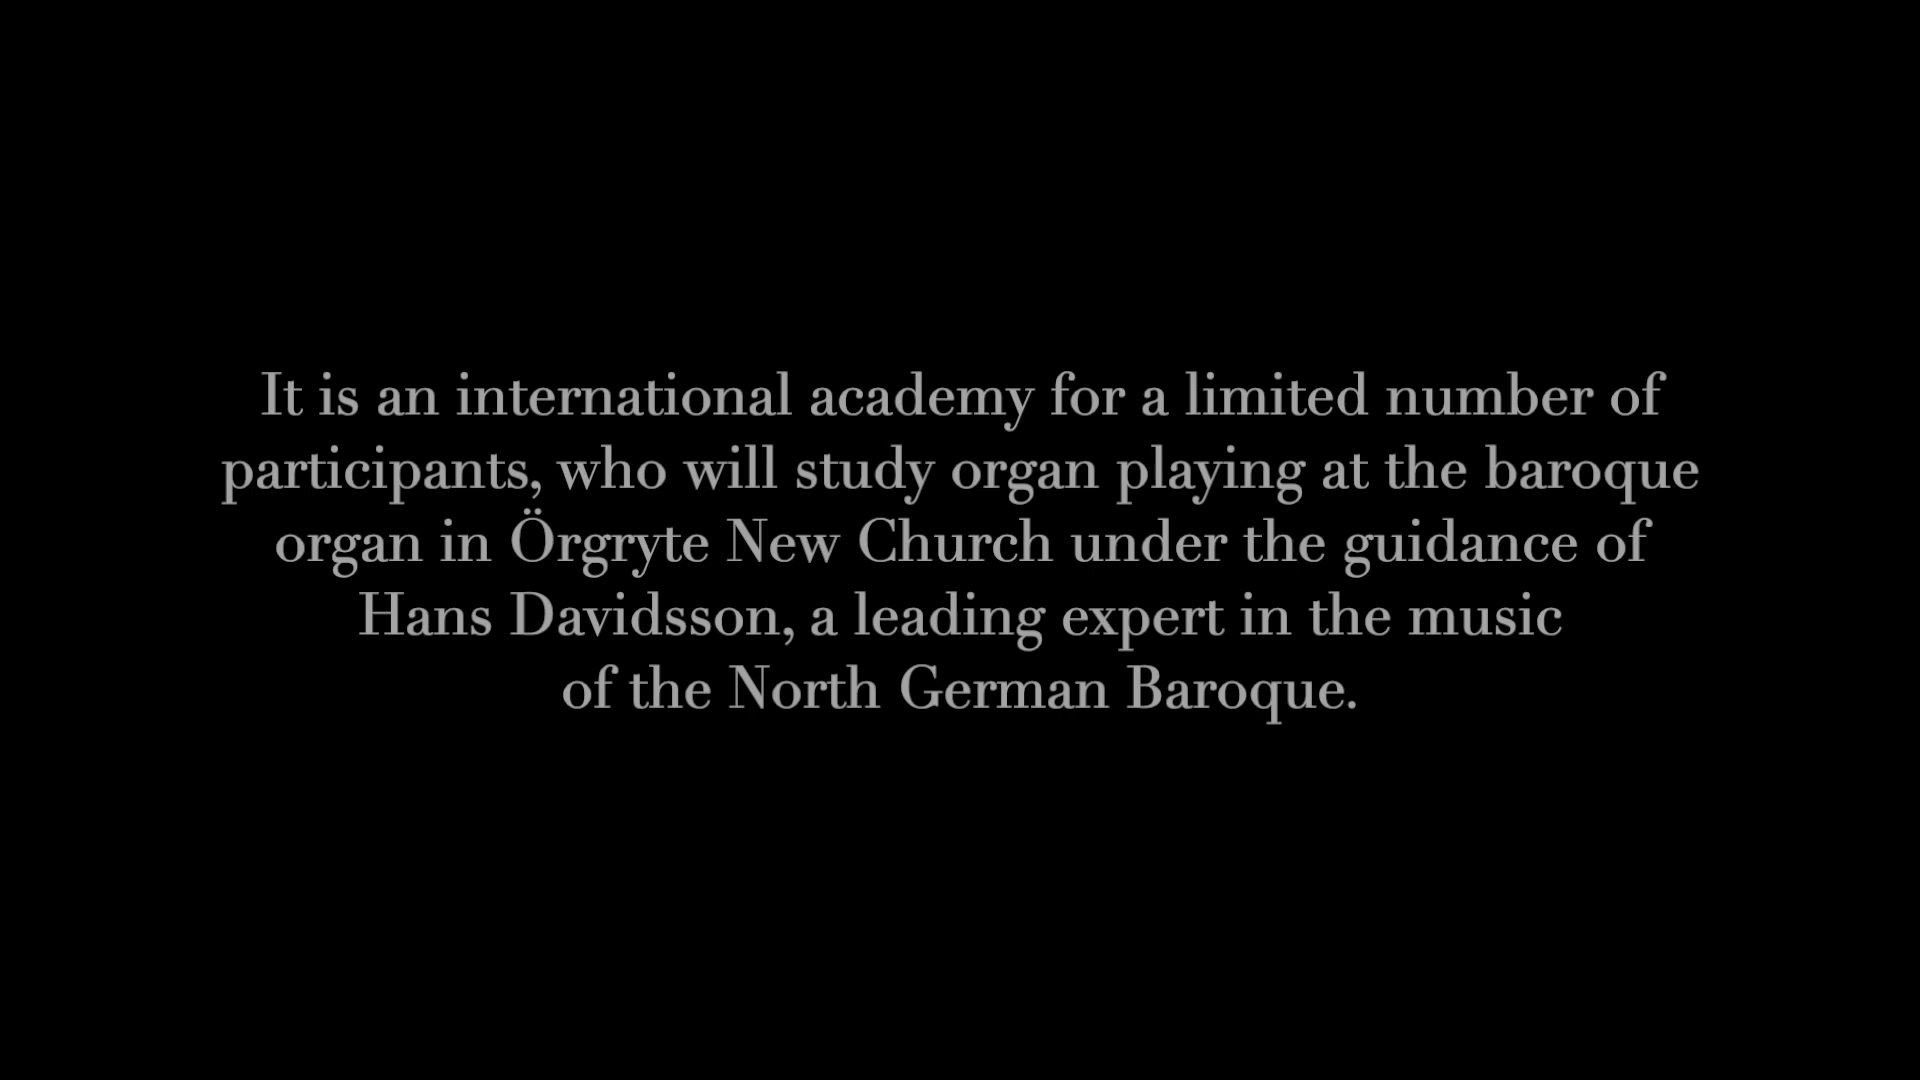 It is an international academy for a limited number of
participants, who will study organ playing at the baroque
organ in Örgryte New Church under the guidance of
Hans Davidsson, a leading expert in the music
of the North German Baroque.